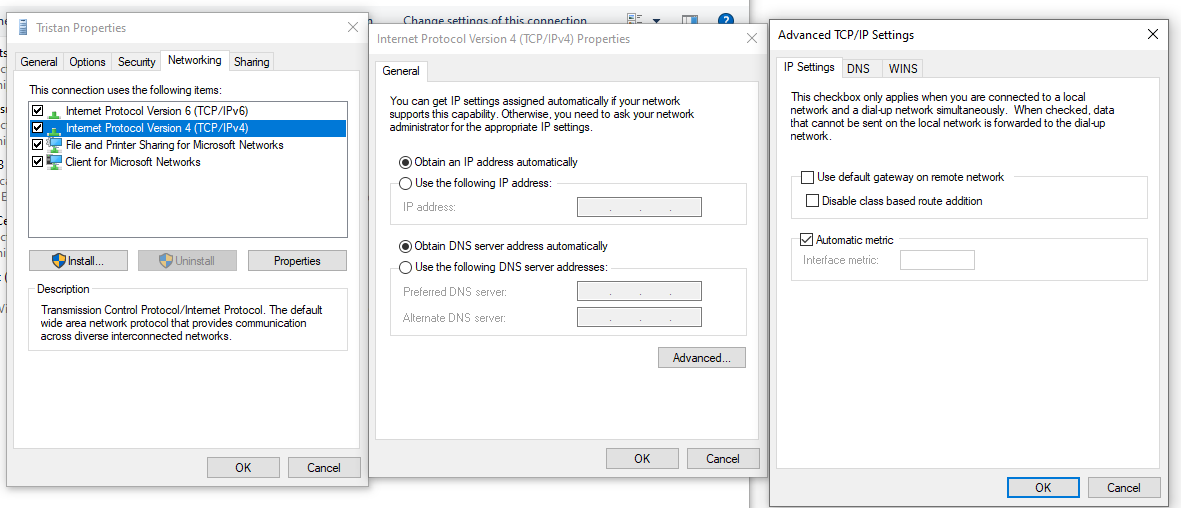 Change settings of this connection
Tristan Properties
General
Options
Security
Networking
Sharing
This connection uses the following items:
Internet Protocol Version 6 (TCP/IPv6)
Internet Protocol Version 4 (TCP/IPv4)
File and Printer Sharing for Microsoft Networks
Client for Microsoft Networks
Install...
Uninstall
Properties
Description
Transmission Control Protocol/Internet Protocol. The default
wide area network protocol that provides communication
across diverse interconnected networks.
OK
Cancel
Internet Protocol Version 4 (TCP/IPv4) Properties
General
You can get IP settings assigned automatically if your network
supports this capability. Otherwise, you need to ask your network
administrator for the appropriate IP settings.
Obtain an IP address automatically
Use the following IP address:
IP address:
. . .
Obtain DNS server address automatically
Use the following DNS server addresses:
Preferred DNS server:
. . .
Alternate DNS server:
. . .
Advanced...
OK
Cancel
Advanced TCP/IP Settings
IP Settings
DNS
WINS
This checkbox only applies when you are connected to a local
network and a dial-up network simultaneously. When checked, data
that cannot be sent on the local network is forwarded to the dial-up
network.
Use default gateway on remote network
Disable class based route addition
Automatic metric
Interface metric:
OK
Cancel